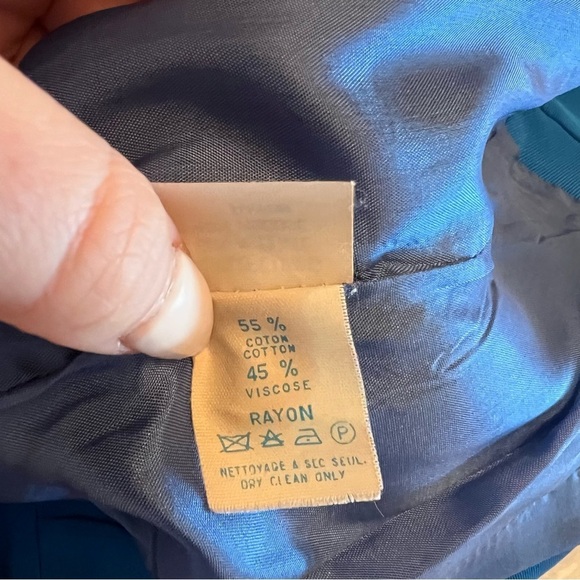 55 %
COTON
COTTON
45 %
VISCOSE
RAYON
P
NETTOYAGE A SEC SEUL.
DRY CLEAN ONLY